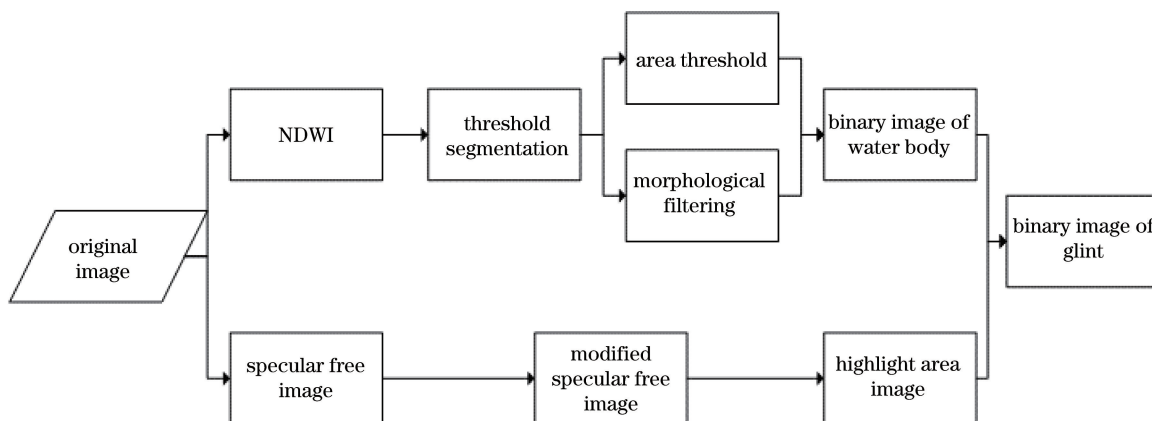 original
image
NDWI
threshold
segmentation
area threshold
morphological
filtering
binary image of
water body
specular free
image
modified
specular free
image
highlight area
image
binary image of
glint